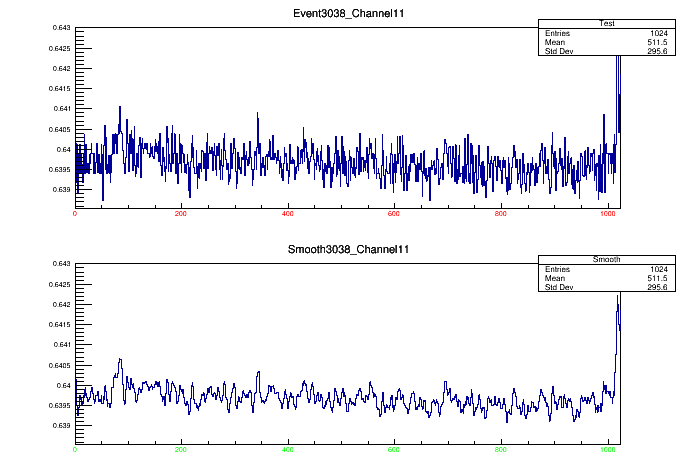 Event3038_Channel11
Test
Entries 1024
Mean 511.5
Std Dev 295.6
0.643
0.6425
0.642
0.6415
0.641
0.6405
0.64
0.6395
0.639
0 200 400 600 800 1000
Smooth3038_Channel11
Smooth
Entries 1024
Mean 511.5
Std Dev 295.6
0.643
0.6425
0.642
0.6415
0.641
0.6405
0.64
0.6395
0.639
0 200 400 600 800 1000